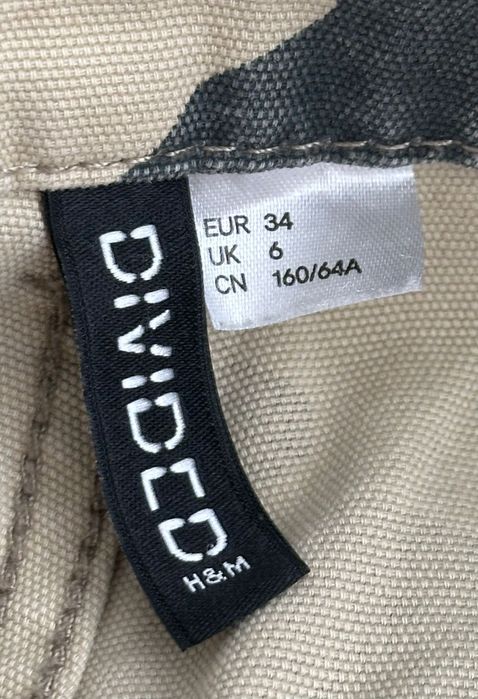 DIVIDED
H&M
EUR 34
UK 6
CN 160/64A